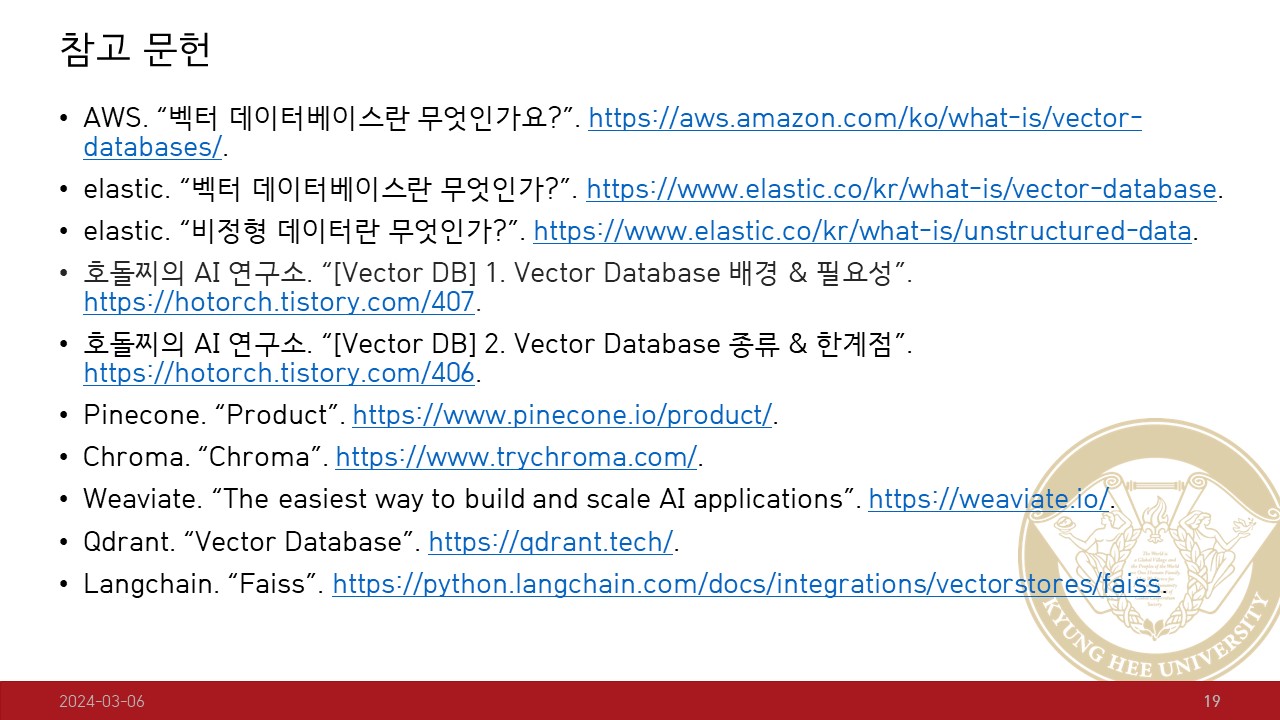 참고 문헌
• AWS. “벡터 데이터베이스란 무엇인가요?”. https://aws.amazon.com/ko/what-is/vector-
databases/.
• elastic. “벡터 데이터베이스란 무엇인가?”. https://www.elastic.co/kr/what-is/vector-database.
• elastic. “비정형 데이터란 무엇인가?”. https://www.elastic.co/kr/what-is/unstructured-data.
• 호돌찌의 AI 연구소. “[Vector DB] 1. Vector Database 배경 & 필요성”.
https://hotorch.tistory.com/407.
• 호돌찌의 AI 연구소. “[Vector DB] 2. Vector Database 종류 & 한계점”.
https://hotorch.tistory.com/406.
• Pinecone. “Product”. https://www.pinecone.io/product/.
• Chroma. “Chroma”. https://www.trychroma.com/.
• Weaviate. “The easiest way to build and scale AI applications”. https://weaviate.io/.
• Qdrant. “Vector Database”. https://qdrant.tech/.
• Langchain. “Faiss”. https://python.langchain.com/docs/integrations/vectorstores/faiss.
KYUNG HEE UNIVERSITY
2024-03-06
19